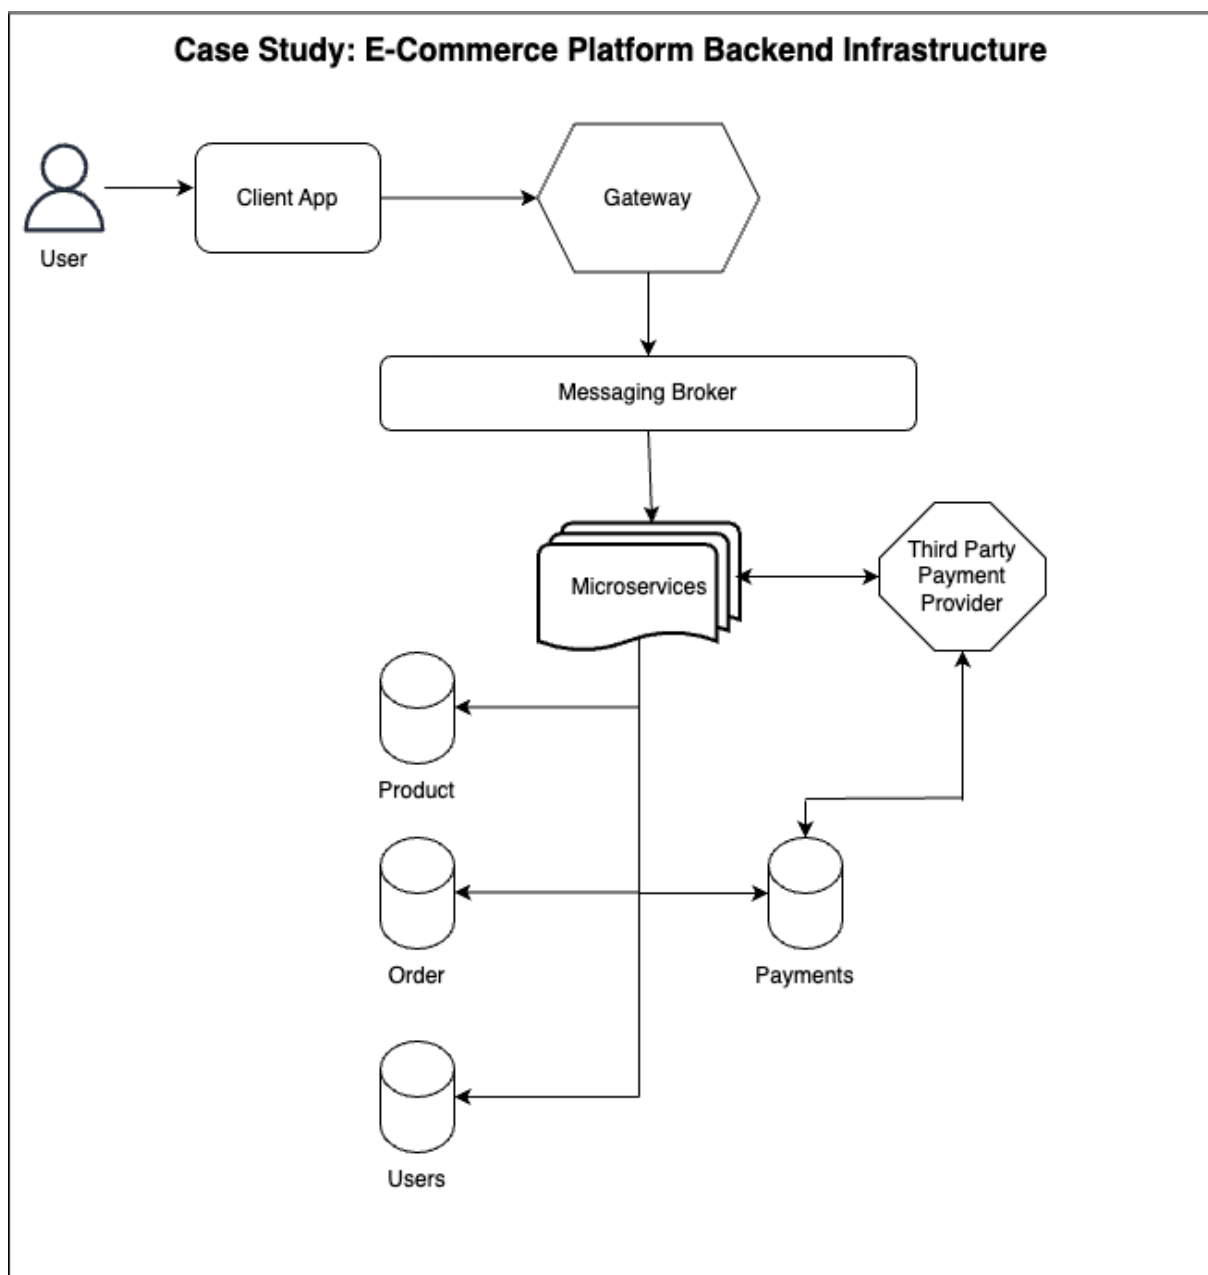 Case Study: E-Commerce Platform Backend Infrastructure
User
Client App
Gateway
Messaging Broker
Microservices
Third Party
Payment
Provider
Product
Order
Payments
Users